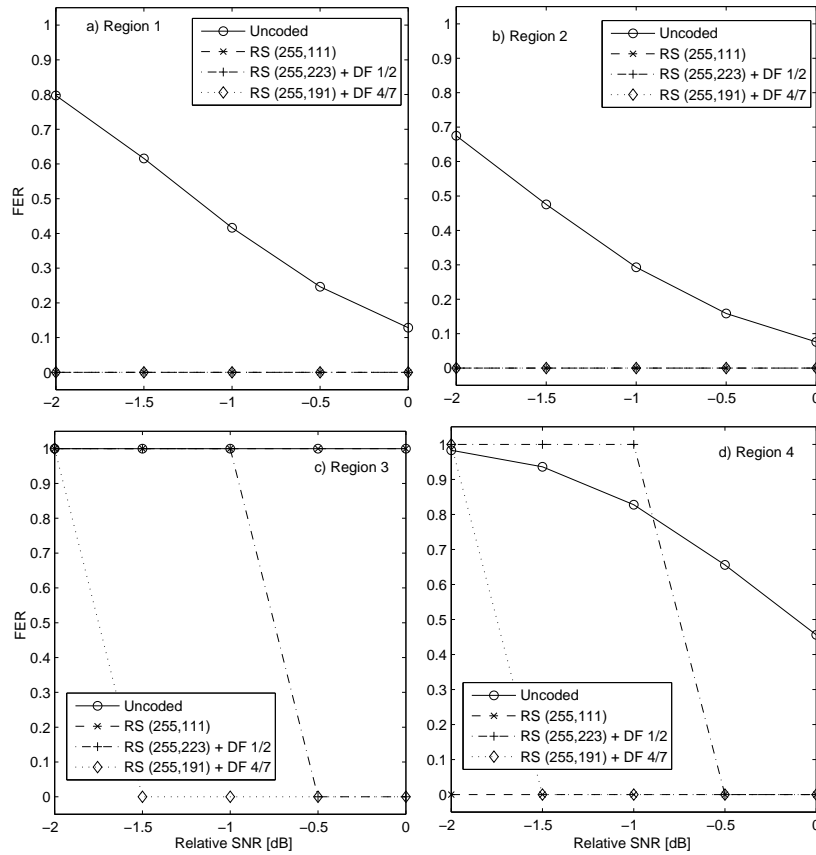 a) Region 1
Uncoded
RS (255,111)
RS (255,223) + DF 1/2
RS (255,191) + DF 4/7
1
0.9
0.8
0.7
0.6
0.5
0.4
0.3
0.2
0.1
0
FER
−2
−1.5
−1
−0.5
0
b) Region 2
Uncoded
RS (255,111)
RS (255,223) + DF 1/2
RS (255,191) + DF 4/7
1
0.9
0.8
0.7
0.6
0.5
0.4
0.3
0.2
0.1
0
−2
−1.5
−1
−0.5
0
c) Region 3
1
0.9
0.8
0.7
0.6
0.5
0.4
0.3
0.2
0.1
0
FER
Uncoded
RS (255,111)
RS (255,223) + DF 1/2
RS (255,191) + DF 4/7
−2
−1.5
−1
−0.5
0
Relative SNR [dB]
d) Region 4
1
0.9
0.8
0.7
0.6
0.5
0.4
0.3
0.2
0.1
0
Uncoded
RS (255,111)
RS (255,223) + DF 1/2
RS (255,191) + DF 4/7
−2
−1.5
−1
−0.5
0
Relative SNR [dB]